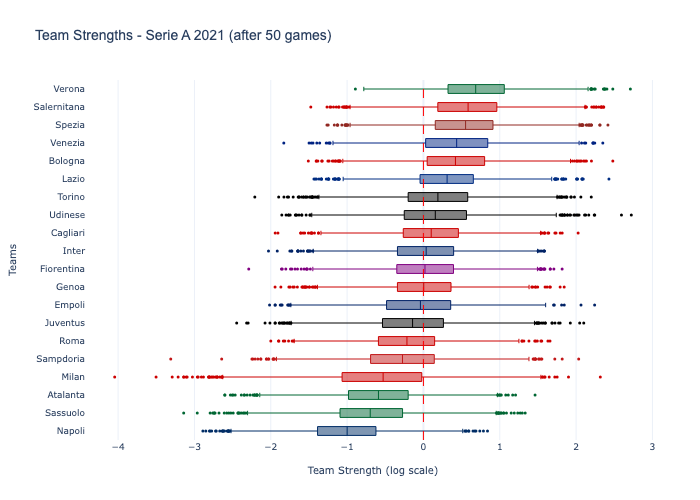 Team Strengths - Serie A 2021 (after 50 games)
Verona
Salernitana
Spezia
Venezia
Bologna
Lazio
Torino
Udinese
Cagliari
Inter
Fiorentina
Genoa
Empoli
Juventus
Roma
Sampdoria
Milan
Atalanta
Sassuolo
Napoli
Teams
−4 −3 −2 −1 0 1 2 3
Team Strength (log scale)